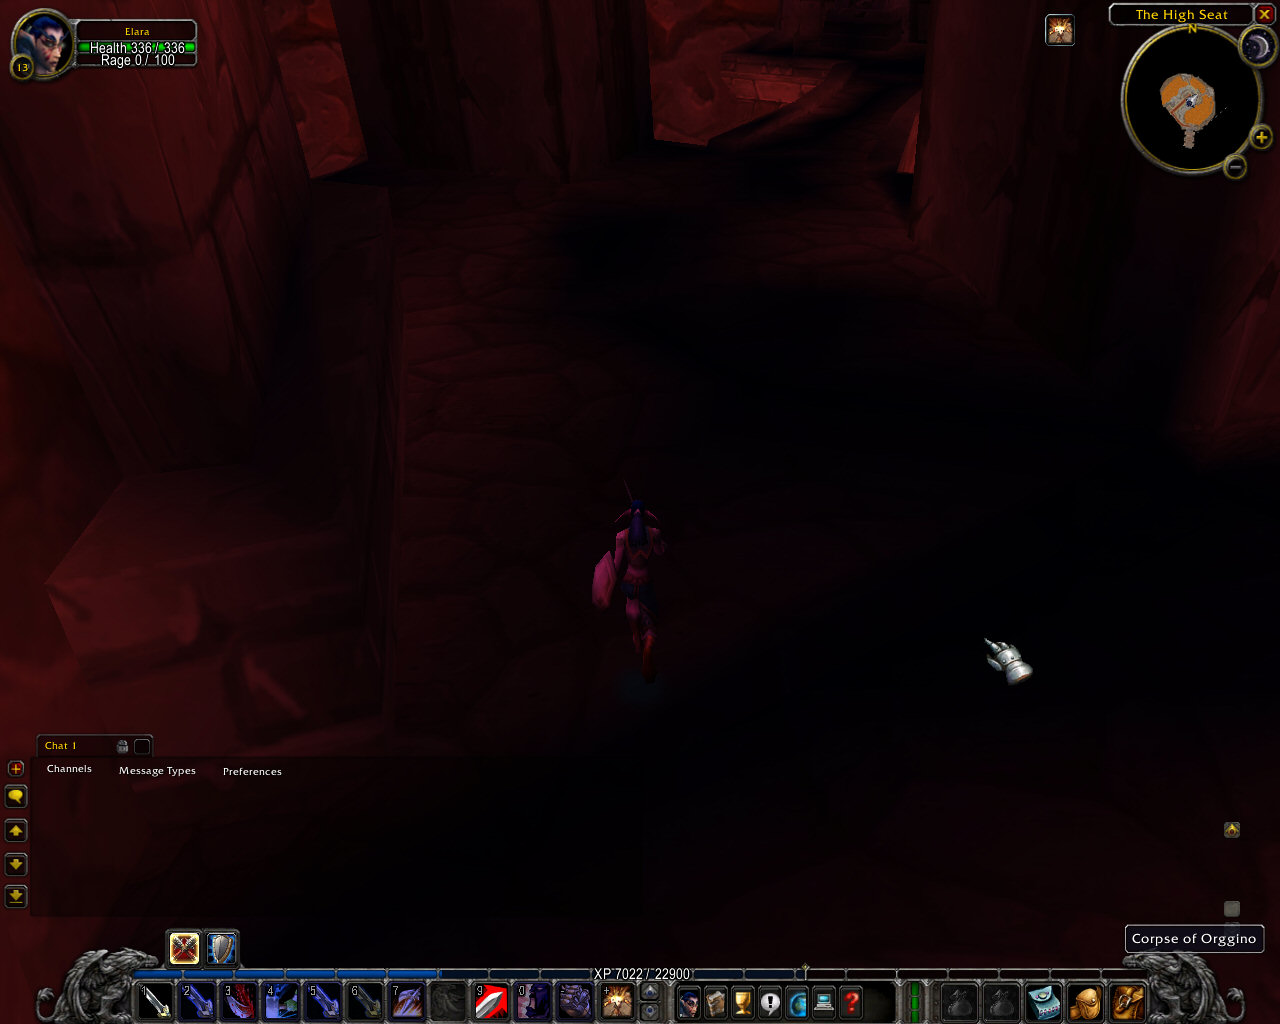 Elara
Health 336 / 336
Rage 0 / 100
13
The High Seat
N
Chat 1
Channels
Message Types
Preferences
Corpse of Orggino
XP 7022 / 22900
1 2 3 4 5 6 7 9 0 +